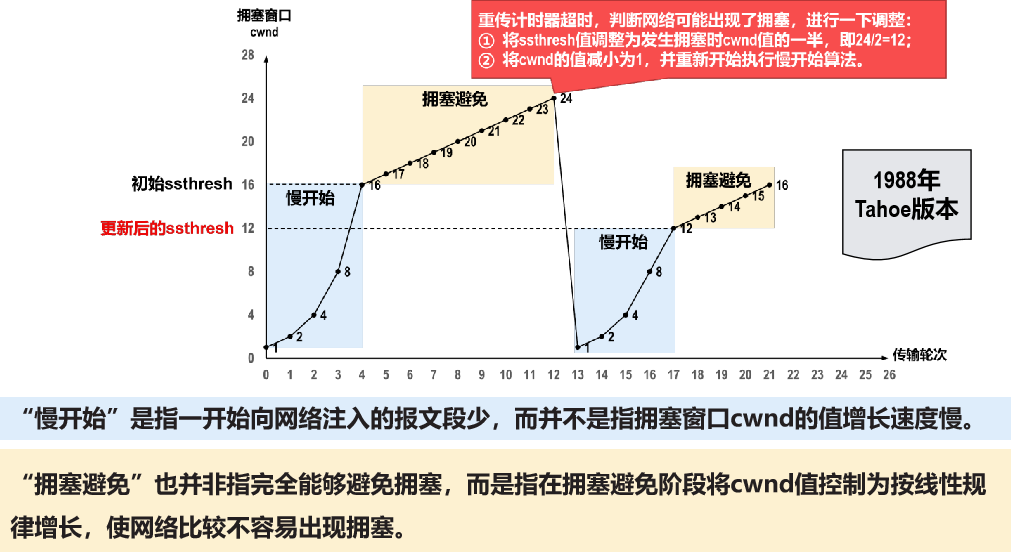 拥塞窗口
cwnd
重传计时器超时，判断网络可能出现了拥塞，进行一下调整：
① 将ssthresh值调整为发生拥塞时cwnd值的一半，即24/2=12；
② 将cwnd的值减小为1，并重新开始执行慢开始算法。
28
24
20
16
12
8
4
0
初始ssthresh
更新后的ssthresh
慢开始
拥塞避免
1
2
4
8
16
17
18
19
20
21
22
23
24
慢开始
拥塞避免
1
2
4
8
12
13
14
15
16
1988年
Tahoe版本
传输轮次
0 1 2 3 4 5 6 7 8 9 10 11 12 13 14 15 16 17 18 19 20 21 22 23 24 25 26
“慢开始”是指一开始向网络注入的报文段少，而并不是指拥塞窗口cwnd的值增长速度慢。
“拥塞避免”也并非指完全能够避免拥塞，而是指在拥塞避免阶段将cwnd值控制为按线性规
律增长，使网络比较不容易出现拥塞。